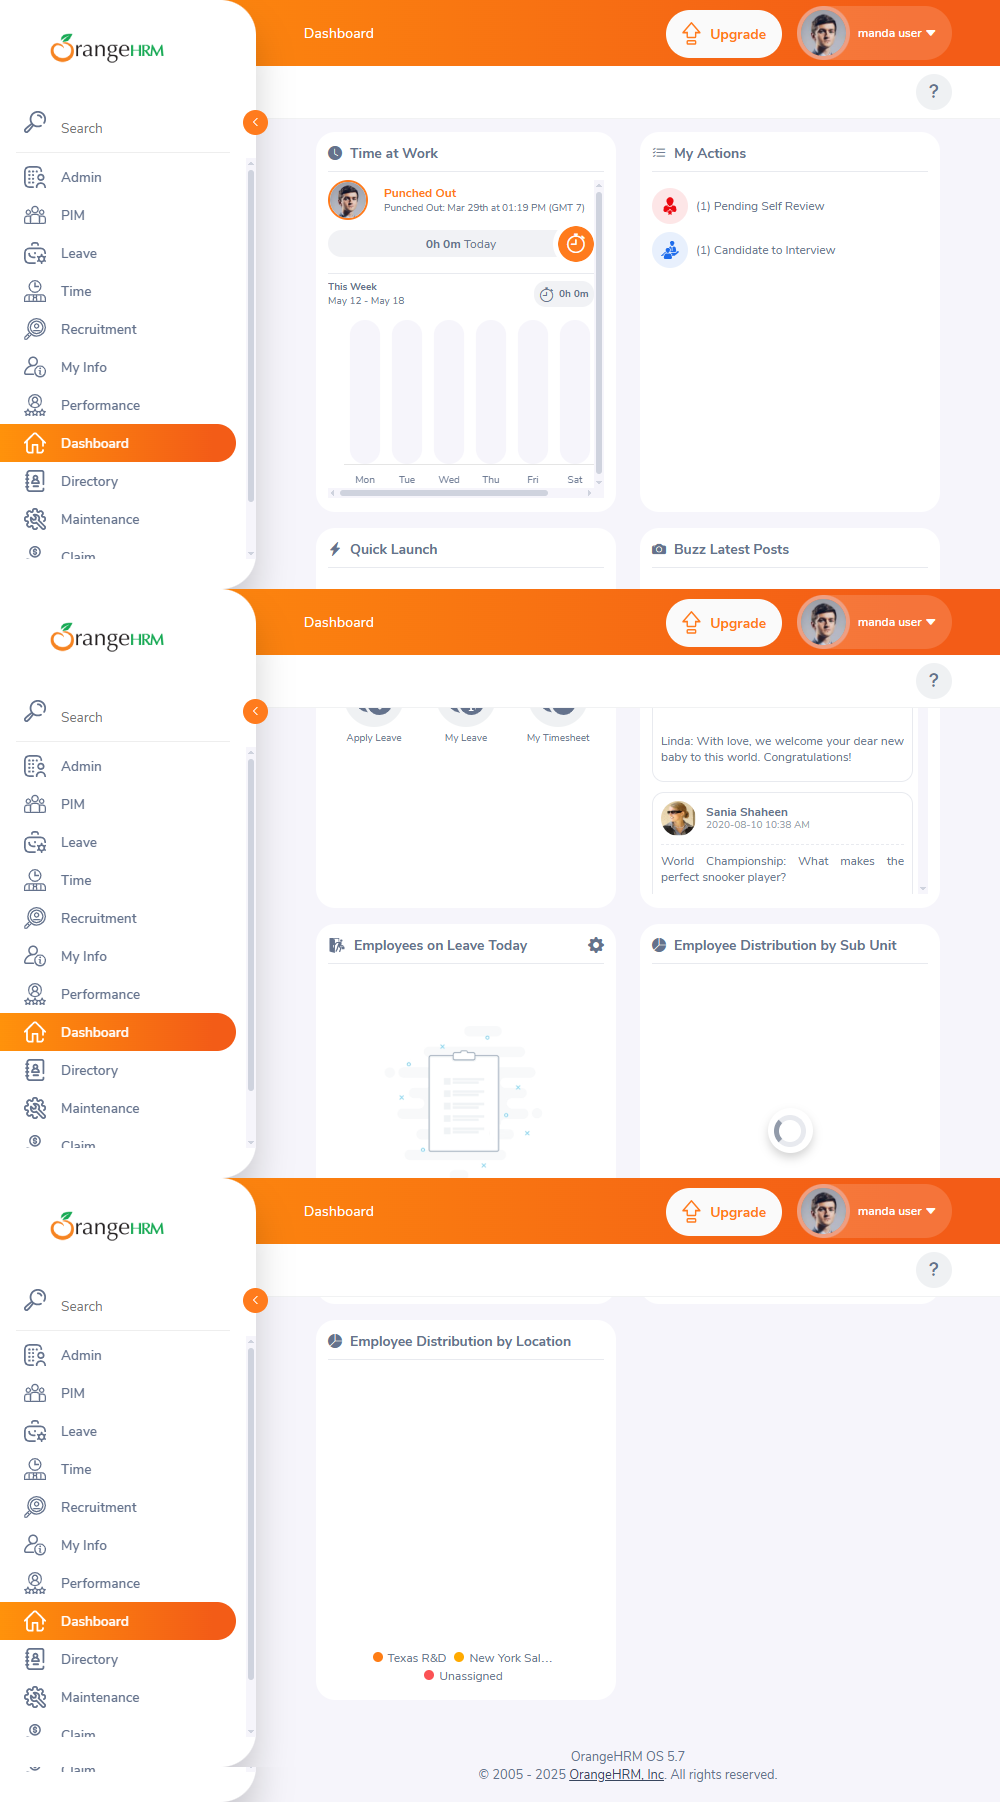 OrangeHRM
Dashboard
Upgrade
manda user
?
Search
Admin
PIM
Leave
Time
Recruitment
My Info
Performance
Dashboard
Directory
Maintenance
Claim
Time at Work
Punched Out
Punched Out: Mar 29th at 01:19 PM (GMT 7)
0h 0m Today
This Week
May 12 - May 18
0h 0m
Mon Tue Wed Thu Fri Sat
My Actions
(1) Pending Self Review
(1) Candidate to Interview
Quick Launch
Buzz Latest Posts
OrangeHRM
Dashboard
Upgrade
manda user
?
Search
Admin
PIM
Leave
Time
Recruitment
My Info
Performance
Dashboard
Directory
Maintenance
Claim
Apply Leave My Leave My Timesheet
Linda: With love, we welcome your dear new
baby to this world. Congratulations!
Sania Shaheen
2020-08-10 10:38 AM
World Championship: What makes the
perfect snooker player?
Employees on Leave Today
Employee Distribution by Sub Unit
OrangeHRM
Dashboard
Upgrade
manda user
?
Search
Admin
PIM
Leave
Time
Recruitment
My Info
Performance
Dashboard
Directory
Maintenance
Claim
Claim
Employee Distribution by Location
Texas R&D New York Sal...
Unassigned
OrangeHRM OS 5.7
© 2005 - 2025 OrangeHRM, Inc. All rights reserved.